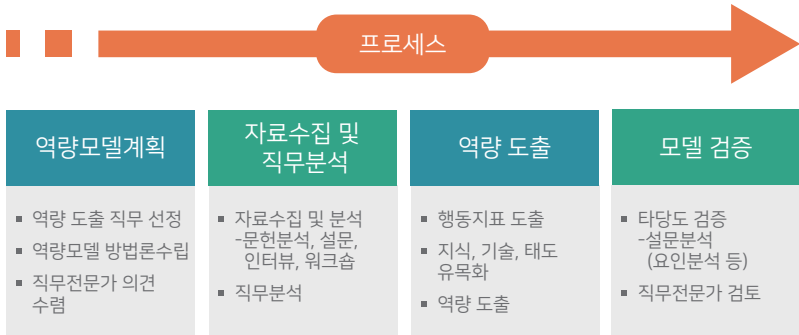 프로세스
역량모델계획
▪ 역량 도출 직무 선정
▪ 역량모델 방법론수립
▪ 직무전문가 의견
수렴
자료수집 및
직무분석
▪ 자료수집 및 분석
-문헌분석, 설문,
인터뷰, 워크숍
▪ 직무분석
역량 도출
▪ 행동지표 도출
▪ 지식, 기술, 태도
유목화
▪ 역량 도출
모델 검증
▪ 타당도 검증
-설문분석
(요인분석 등)
▪ 직무전문가 검토